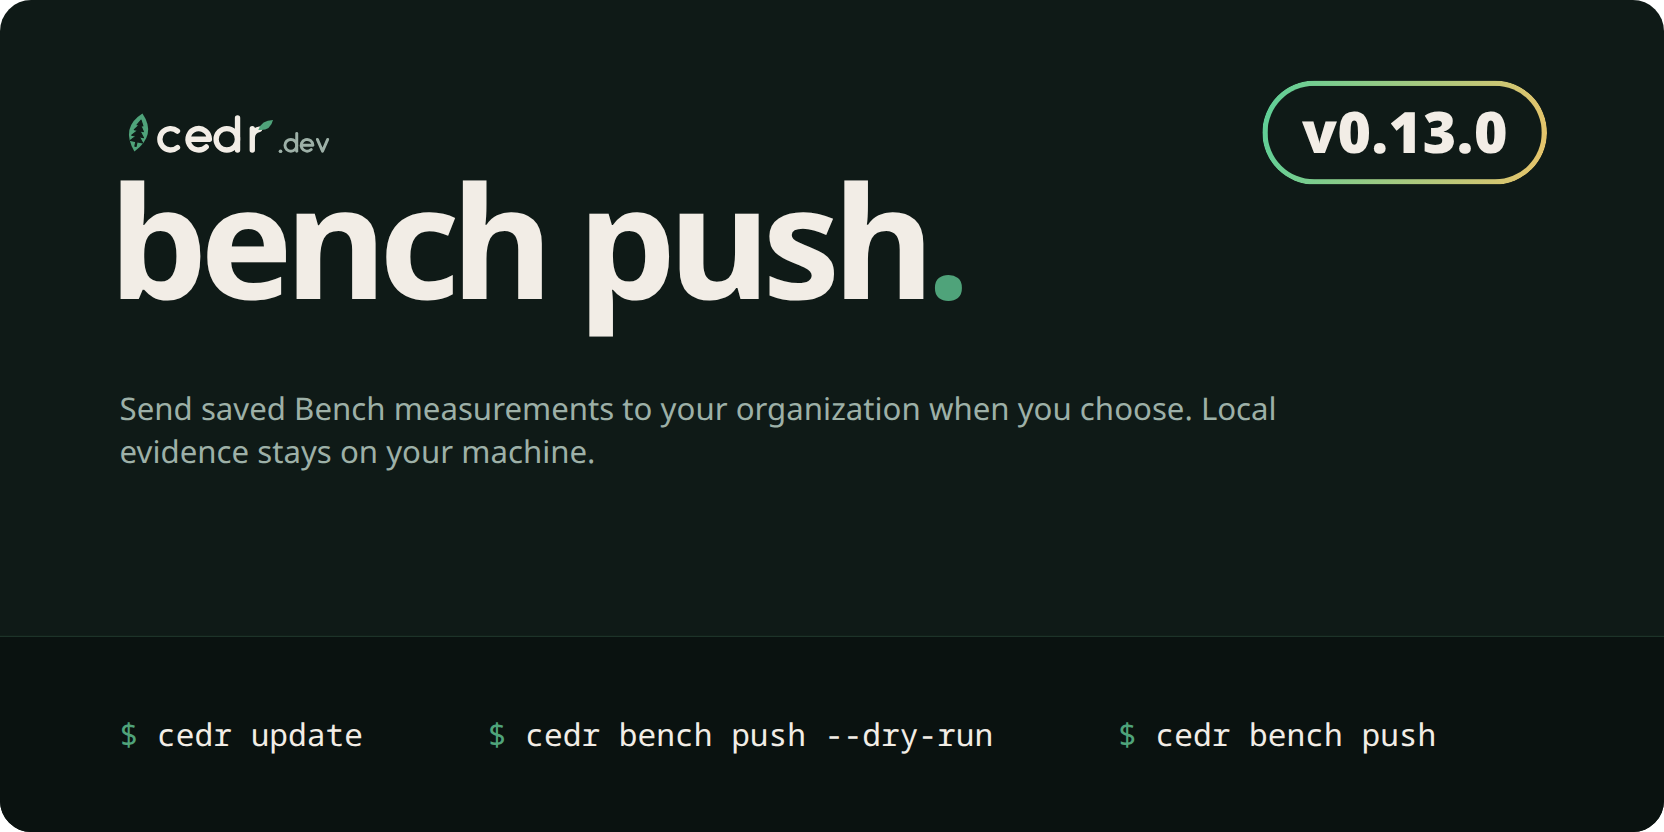 cedr.dev
v0.13.0
bench push.
Send saved Bench measurements to your organization when you choose. Local
evidence stays on your machine.
$ cedr update
$ cedr bench push --dry-run
$ cedr bench push